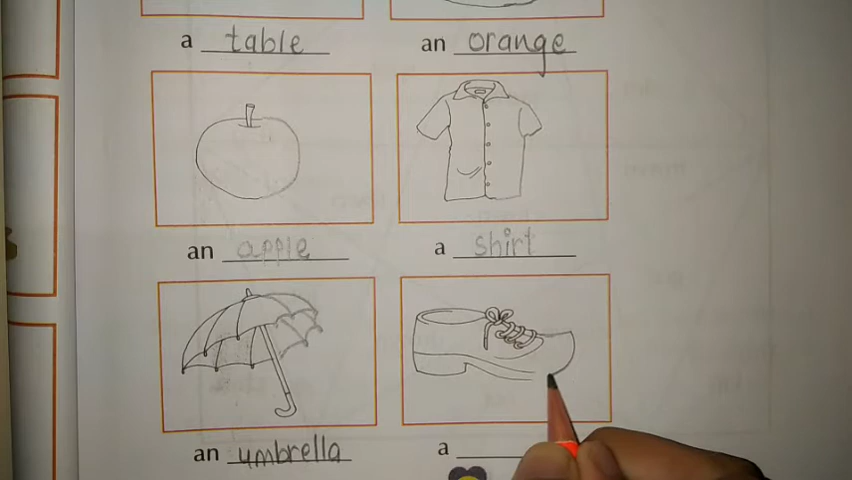 a table
an orange
an apple
a shirt
an umbrella
a